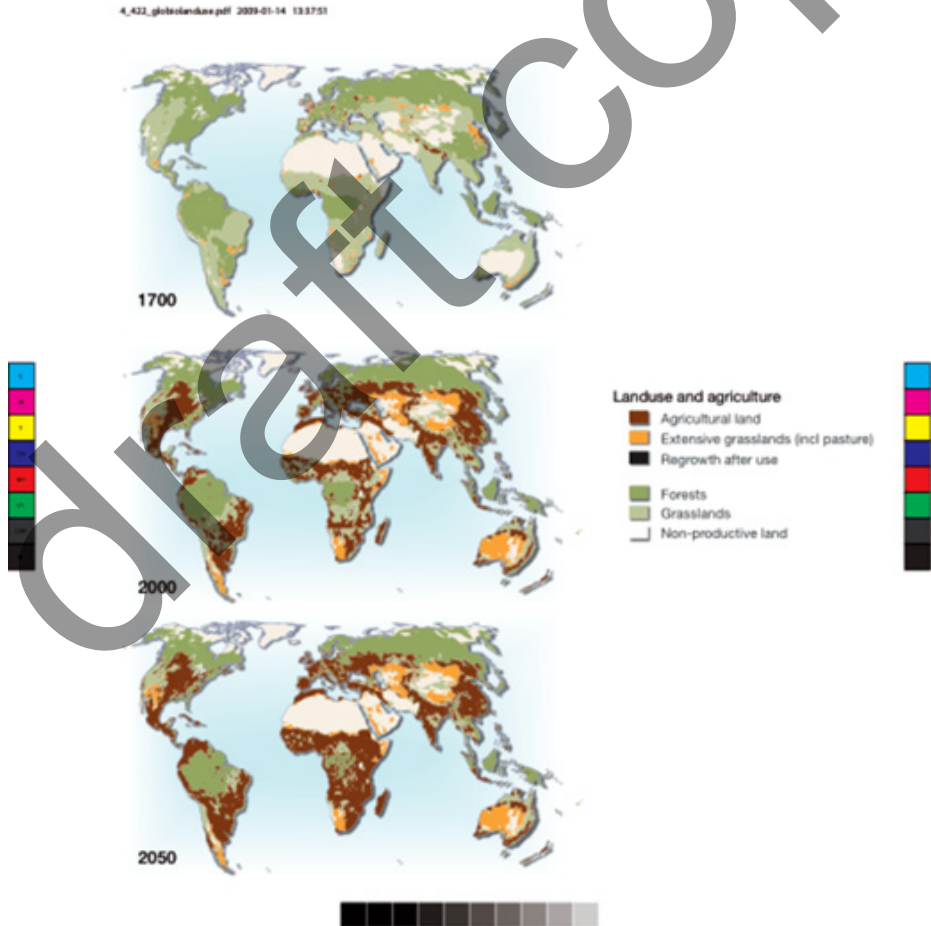 4_422_globiolanduse.pdf 2009-01-14 13:37:51
draft copy
1700
2000
2050
Landuse and agriculture
Agricultural land
Extensive grasslands (incl pasture)
Regrowth after use
Forests
Grasslands
Non-productive land